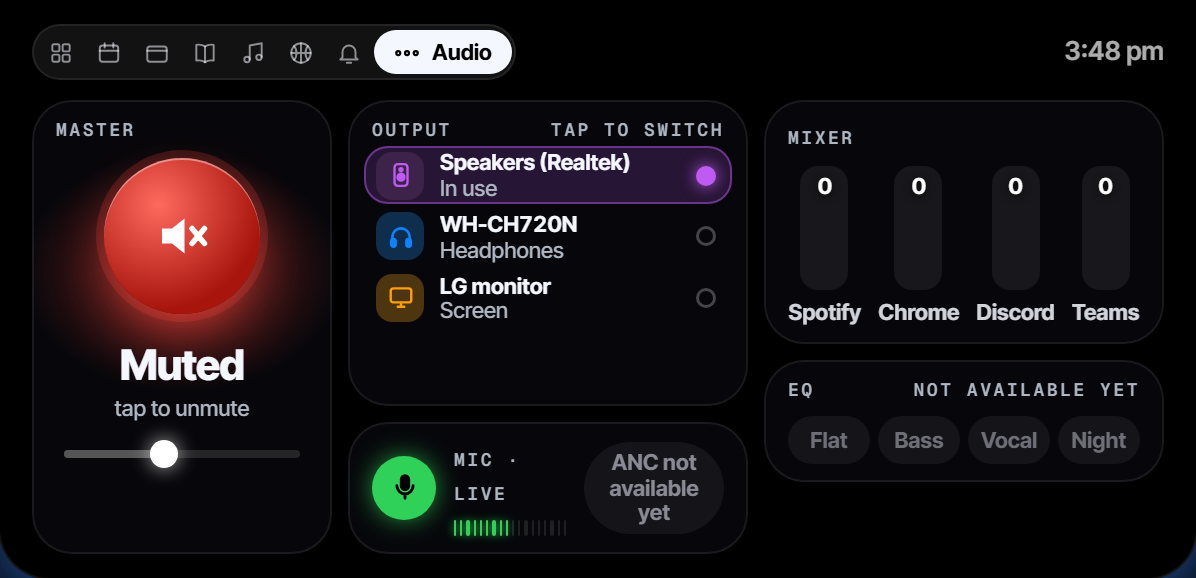 Audio
3:48 pm
MASTER
Muted
tap to unmute
OUTPUT TAP TO SWITCH
Speakers (Realtek)
In use
WH-CH720N
Headphones
LG monitor
Screen
MIC ·
LIVE
ANC not
available
yet
MIXER
0 0 0 0
Spotify Chrome Discord Teams
EQ NOT AVAILABLE YET
Flat Bass Vocal Night